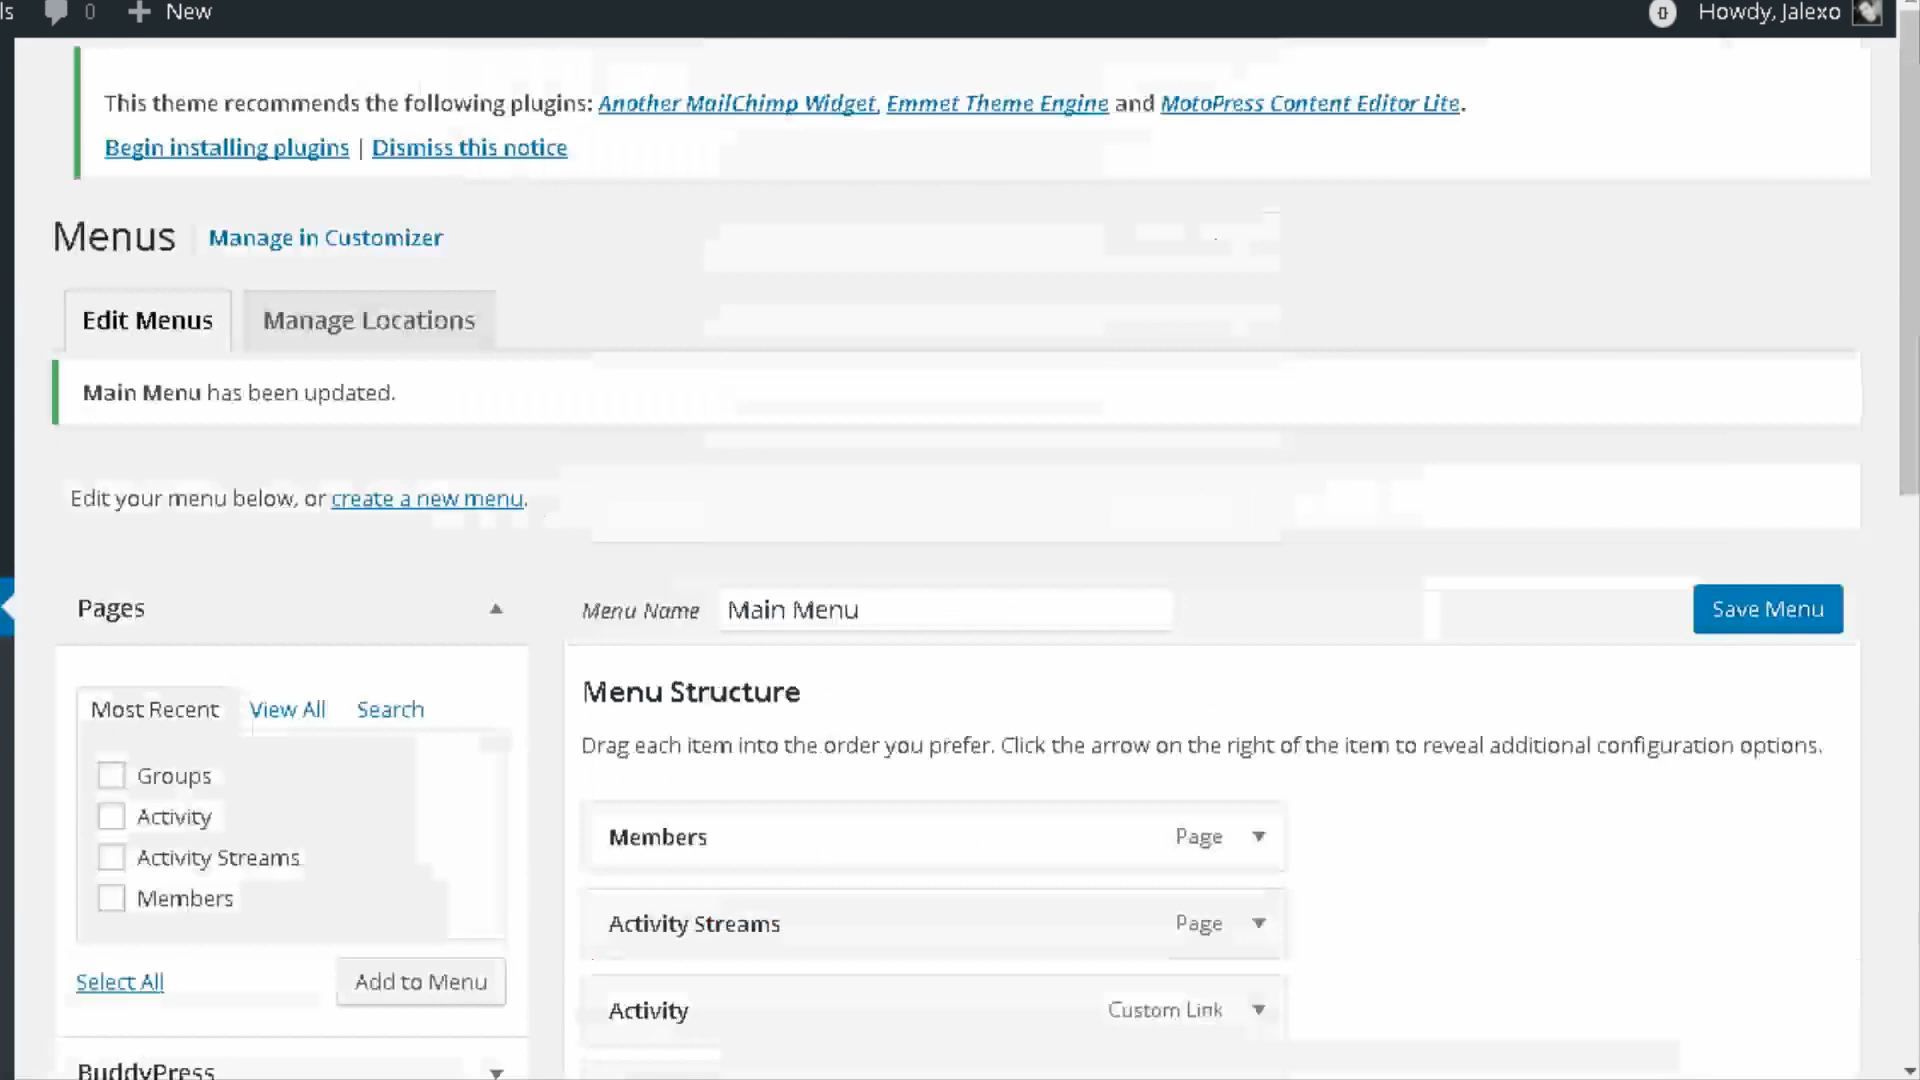 ls 0 + New Howdy, Jalexo
This theme recommends the following plugins: Another MailChimp Widget, Emmet Theme Engine and MotoPress Content Editor Lite.
Begin installing plugins | Dismiss this notice
Menus Manage in Customizer
Edit Menus Manage Locations
Main Menu has been updated.
Edit your menu below, or create a new menu.
Pages
Menu Name Main Menu Save Menu
Most Recent View All Search
Menu Structure
Drag each item into the order you prefer. Click the arrow on the right of the item to reveal additional configuration options.
Groups
Activity
Activity Streams
Members
Select All Add to Menu
Members Page
Activity Streams Page
Activity Custom Link
BuddyPress